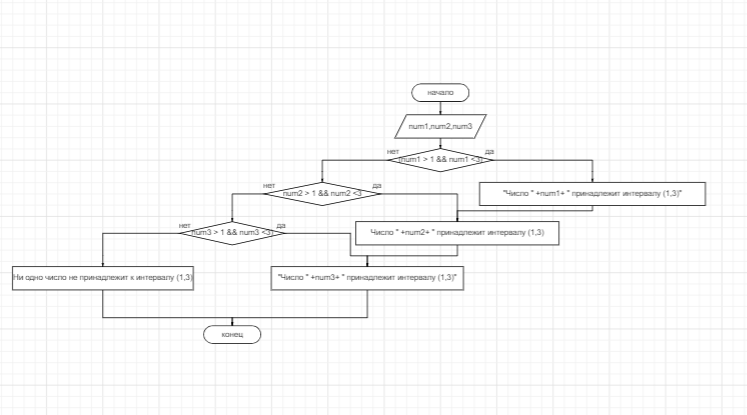 начало
num1,num2,num3
нет
да
(num1 > 1 && num1 <3)
нет
да
num2 > 1 && num2 <3
"Число " +num1+ " принадлежит интервалу (1,3)"
нет
да
num3 > 1 && num3 <3)
Число " +num2+ " принадлежит интервалу (1,3)
Ни одно число не принадлежит к интервалу (1,3)
"Число " +num3+ " принадлежит интервалу (1,3)"
конец